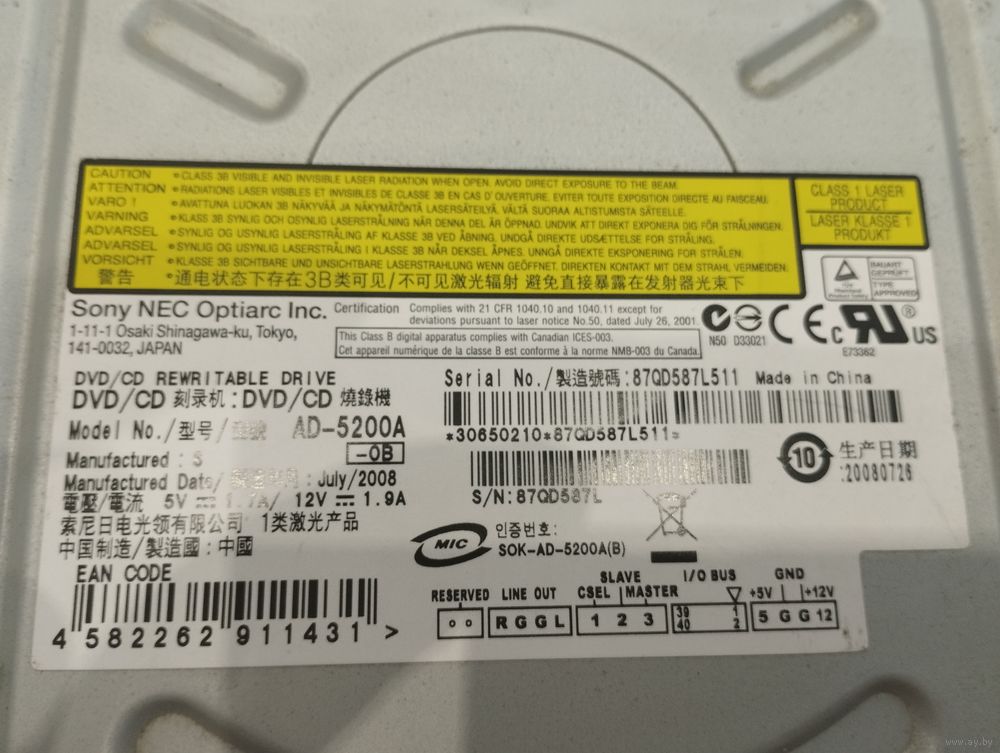 CAUTION • CLASS 3B VISIBLE AND INVISIBLE LASER RADIATION WHEN OPEN. AVOID DIRECT EXPOSURE TO THE BEAM.
ATTENTION • RADIATIONS LASER VISIBLES ET INVISIBLES DE CLASSE 3B EN CAS D' OUVERTURE. EVITER TOUTE EXPOSITION DIRECTE AU FAISCEAU.
VARO ! • AVATTUNA LUOKAN 3B NÄKYVÄÄ JA NÄKYMÄTÖNTÄ LASERSÄTEILYÄ. VÄLTÄ SUORAA ALTISTUMISTA SÄTEELLE.
VARNING • KLASS 3B SYNLIG OCH OSYNLIG LASERSTRÅLNING NÄR DENNA DEL ÄR ÖPPNAD. UNDVIK ATT DIREKT EXPONERA DIG FÖR STRÅLNINGEN.
ADVARSEL • SYNLIG OG USYNLIG LASERSTRÅLING AF KLASSE 3B VED ÅBNING. UNDGÅ DIREKTE UDSÆTTELSE FOR STRÅLING.
ADVARSEL • SYNLIG OG USYNLIG LASERSTRÅLING I KLASSE 3B NÅR DEKSEL ÅPNES. UNNGÅ DIREKTE EKSPONERING FOR STRÅLEN.
VORSICHT • KLASSE 3B SICHTBARE UND UNSICHTBARE LASERSTRAHLUNG WENN GEÖFFNET. DIREKTEN KONTAKT MIT DEM STRAHL VERMEIDEN.
警告 •通电状态下存在3B类可见/不可见激光辐射 避免直接暴露在发射器光束下
CLASS 1 LASER
PRODUCT
LASER KLASSE 1
PRODUKT
BAUART
GEPRÜFT
TYPE
APPROVED
Sony NEC Optiarc Inc.
1-11-1 Osaki Shinagawa-ku, Tokyo,
141-0032, JAPAN
Certification Complies with 21 CFR 1040.10 and 1040.11 except for
deviations pursuant to laser notice No.50, dated July 26, 2001.
This Class B digital apparatus complies with Canadian ICES-003.
Cet appareil numérique de la classe B est conforme à la norme NMB-003 du Canada.
N50 D33021 CE c RU ® US
E73362
DVD/CD REWRITABLE DRIVE
DVD/CD 刻录机:DVD/CD 燒錄機
Model No./型号/ AD-5200A
-0B
Manufactured : S
Manufactured Date/ : July/2008
電壓/電流 5V 1.7A/ 12V 1.9A
索尼日电光领有限公司 1类激光产品
中国制造/製造國:中國
Serial No./製造號碼:87QD587L511 Made in China
*30650210*87QD587L511*
S/N:87QD587L
10
生产日期
:20080726
MIC
인증번호:
SOK-AD-5200A(B)
EAN CODE
4 582262 911431 >
RESERVED LINE OUT
R G G L
SLAVE
CSEL MASTER
1 2 3
I/O BUS
39 1
40 2
GND
+5V +12V
5 G G 12
www.ay.by